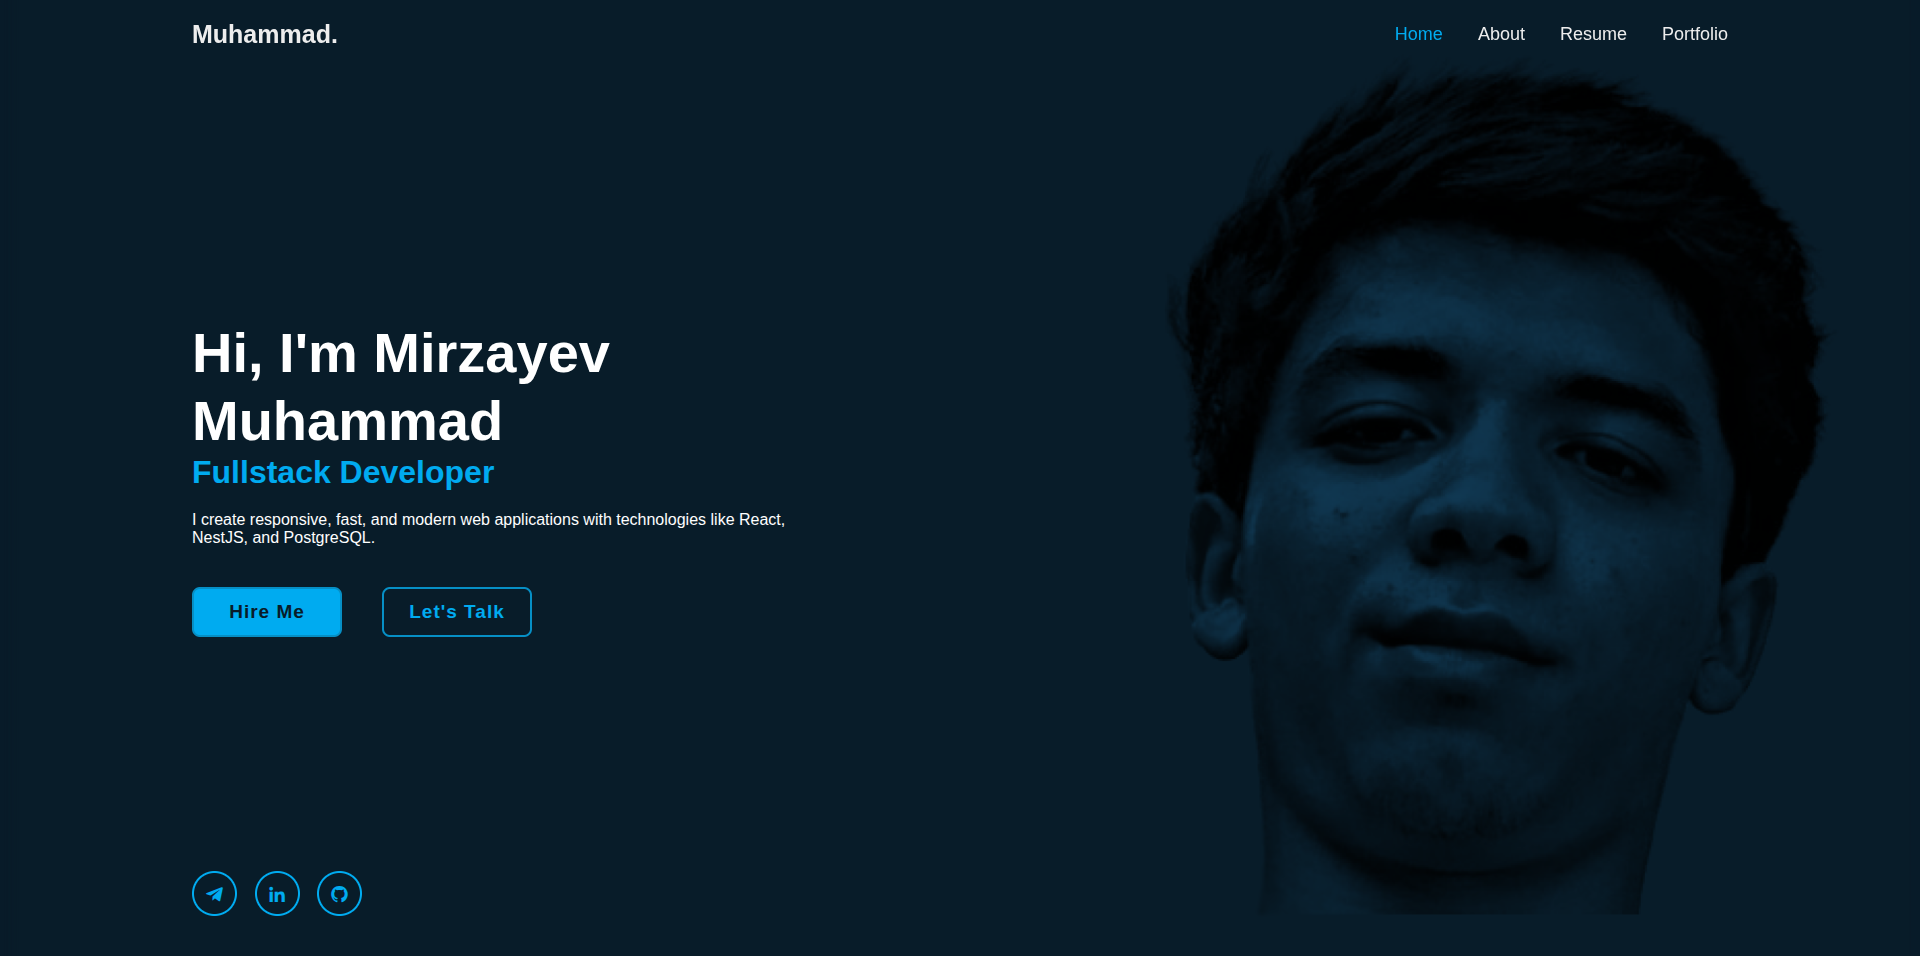 Muhammad.
Home
About
Resume
Portfolio
Hi, I'm Mirzayev
Muhammad
Fullstack Developer
I create responsive, fast, and modern web applications with technologies like React,
NestJS, and PostgreSQL.
Hire Me
Let's Talk
in